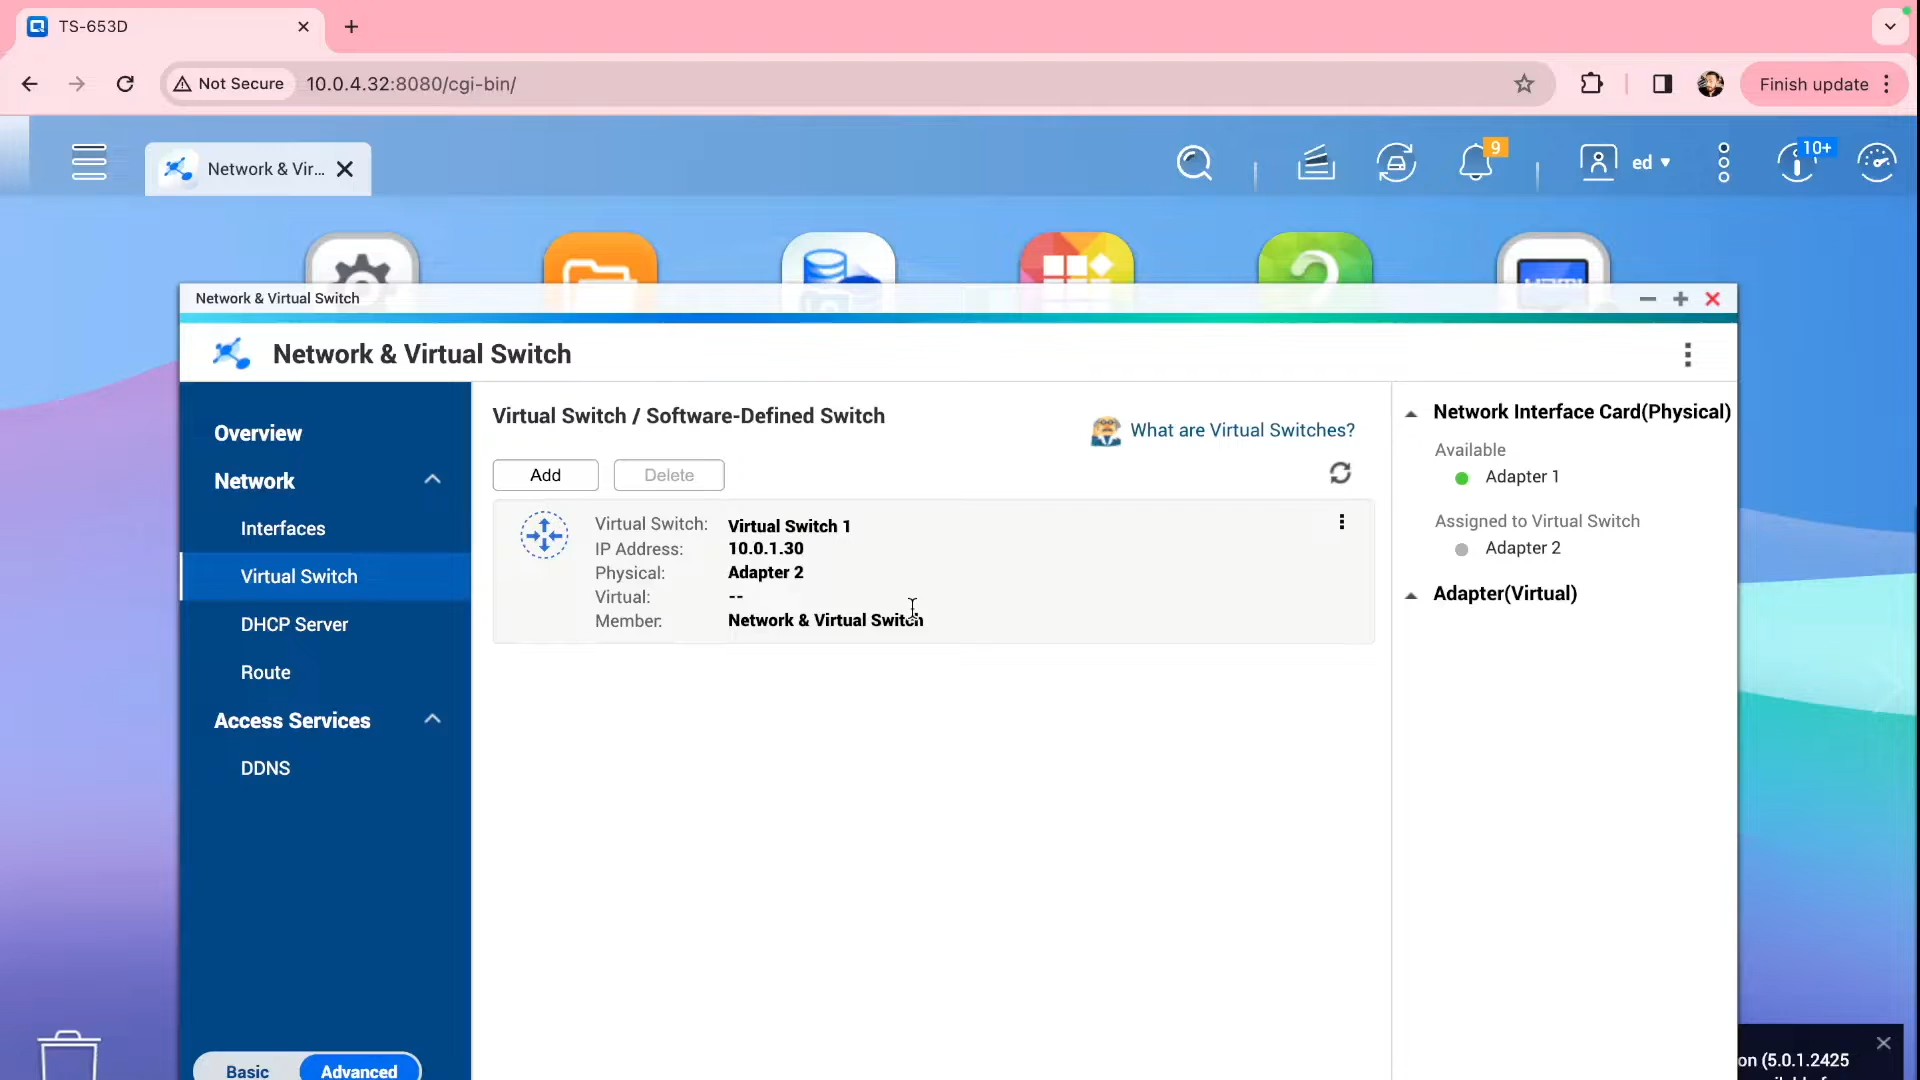 TS-653D
Not Secure
10.0.4.32:8080/cgi-bin/
Finish update
Network & Vir...
9
ed
10+
Network & Virtual Switch
Network & Virtual Switch
Overview
Network
Interfaces
Virtual Switch
DHCP Server
Route
Access Services
DDNS
Basic
Advanced
Virtual Switch / Software-Defined Switch
What are Virtual Switches?
Add
Delete
Virtual Switch: Virtual Switch 1
IP Address: 10.0.1.30
Physical: Adapter 2
Virtual: --
Member: Network & Virtual Switch
Network Interface Card(Physical)
Available
Adapter 1
Assigned to Virtual Switch
Adapter 2
Adapter(Virtual)
on (5.0.1.2425